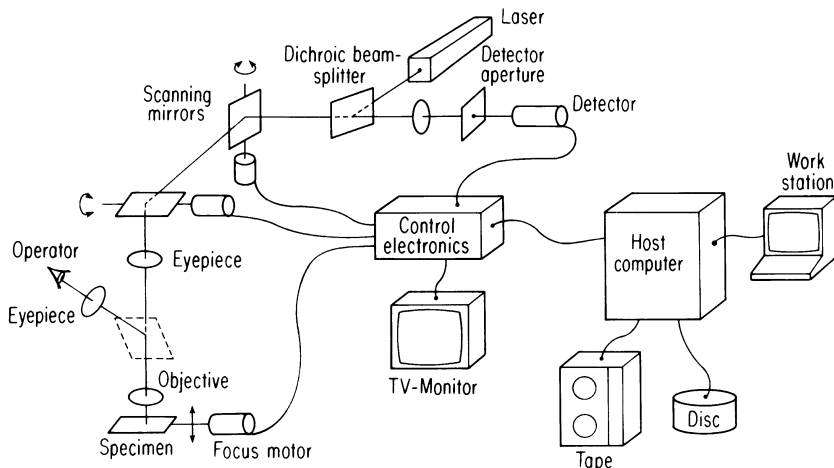 Laser
Dichroic beam-
splitter
Detector
aperture
Scanning
mirrors
Detector
Work
station
Control
electronics
Host
computer
Operator
Eyepiece
Eyepiece
TV-Monitor
Objective
Specimen
Focus motor
Disc
Tape